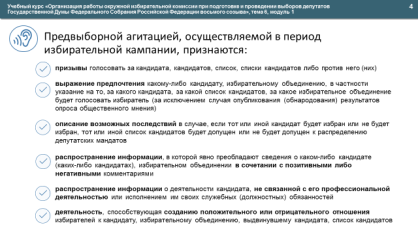 Учебный курс «Организация работы окружной избирательной комиссии при подготовке и проведении выборов депутатов
Государственной Думы Федерального Собрания Российской Федерации восьмого созыва», тема 6, модуль 1
4
Предвыборной агитацией, осуществляемой в период
избирательной кампании, признаются:
призывы голосовать за кандидата, кандидатов, список, списки кандидатов либо против него (них)
выражение предпочтения какому-либо кандидату, избирательному объединению, в частности
указание на то, за какого кандидата, за какой список кандидатов, за какое избирательное объединение
будет голосовать избиратель (за исключением случая опубликования (обнародования) результатов
опроса общественного мнения)
описание возможных последствий в случае, если тот или иной кандидат будет избран или не будет
избран, тот или иной список кандидатов будет допущен или не будет допущен к распределению
депутатских мандатов
распространение информации, в которой явно преобладают сведения о каком-либо кандидате
(каких-либо кандидатах), избирательном объединении в сочетании с позитивными либо
негативными комментариями
распространение информации о деятельности кандидата, не связанной с его профессиональной
деятельностью или исполнением им своих служебных (должностных) обязанностей
деятельность, способствующая созданию положительного или отрицательного отношения
избирателей к кандидату, избирательному объединению, выдвинувшему кандидата, список кандидатов